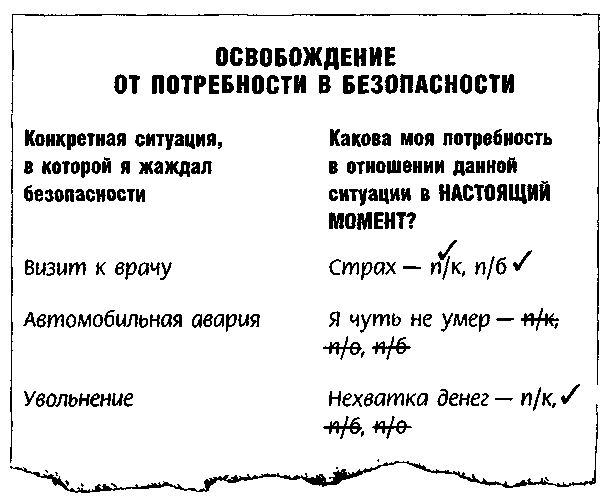 ОСВОБОЖДЕНИЕ
ОТ ПОТРЕБНОСТИ В БЕЗОПАСНОСТИ
Конкретная ситуация,
в которой я жаждал
безопасности
Какова моя потребность
в отношении данной
ситуации в НАСТОЯЩИЙ
МОМЕНТ?
Визит к врачу
Страх — п/к, п/б ✓
Автомобильная авария
Я чуть не умер — п/к,
п/о, п/б
Увольнение
Нехватка денег — п/к, ✓
п/б, п/о